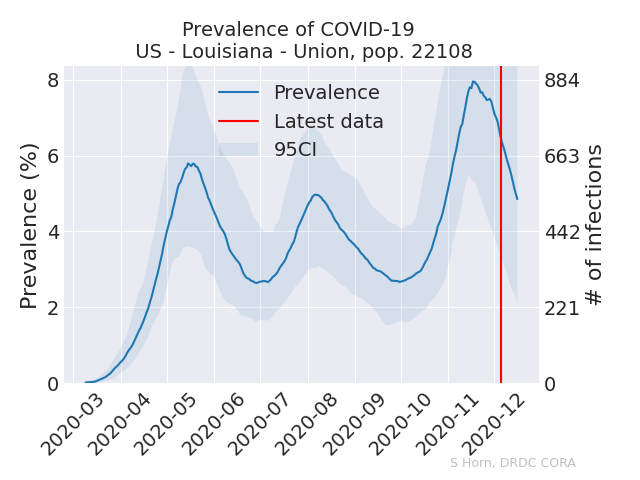 Prevalence of COVID-19
US - Louisiana - Union, pop. 22108
Prevalence
Latest data
95CI
Prevalence (%)
8
6
4
2
0
# of infections
884
663
442
221
0
2020-03
2020-04
2020-05
2020-06
2020-07
2020-08
2020-09
2020-10
2020-11
2020-12
S Horn, DRDC CORA